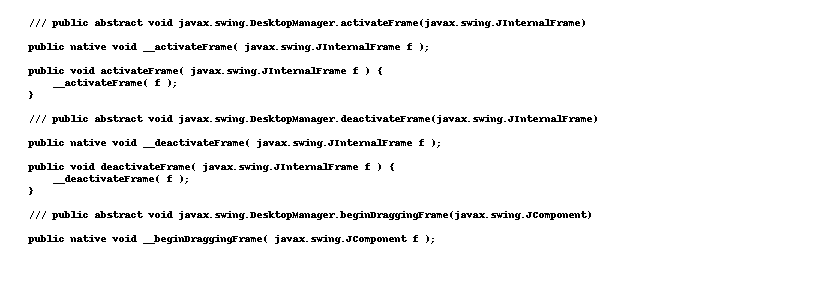 /// public abstract void javax.swing.DesktopManager.activateFrame(javax.swing.JInternalFrame)
public native void __activateFrame( javax.swing.JInternalFrame f );
public void activateFrame( javax.swing.JInternalFrame f ) {
__activateFrame( f );
}
/// public abstract void javax.swing.DesktopManager.deactivateFrame(javax.swing.JInternalFrame)
public native void __deactivateFrame( javax.swing.JInternalFrame f );
public void deactivateFrame( javax.swing.JInternalFrame f ) {
__deactivateFrame( f );
}
/// public abstract void javax.swing.DesktopManager.beginDraggingFrame(javax.swing.JComponent)
public native void __beginDraggingFrame( javax.swing.JComponent f );